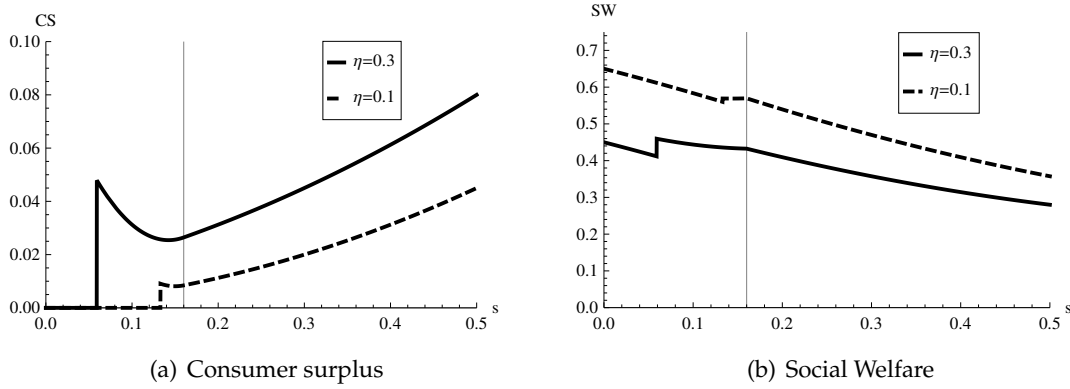 CS
0.10
0.08
0.06
0.04
0.02
0.00
0.0 0.1 0.2 0.3 0.4 0.5 s
η=0.3
η=0.1
(a) Consumer surplus
SW
0.7
0.6
0.5
0.4
0.3
0.2
0.1
0.0
0.0 0.1 0.2 0.3 0.4 0.5 s
η=0.3
η=0.1
(b) Social Welfare